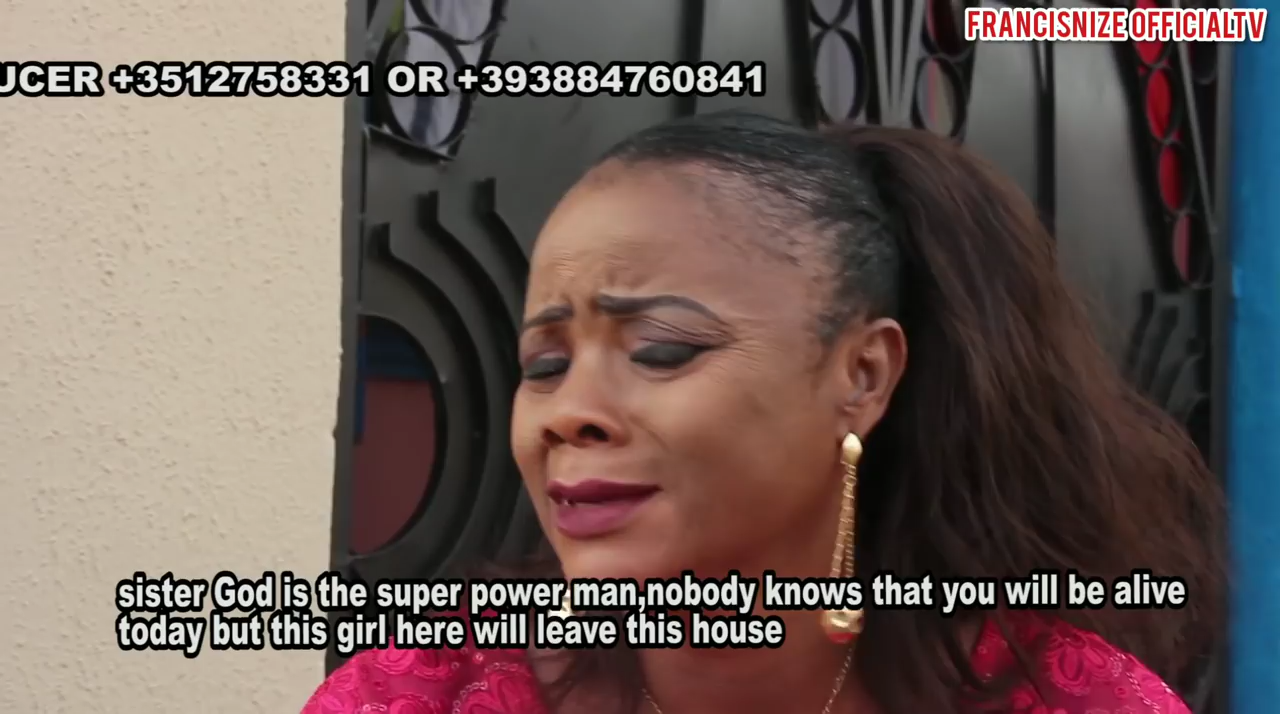 FRANCISNIZE OFFICIALTV
UCER +3512758331 OR +393884760841
sister God is the super power man,nobody knows that you will be alive
today but this girl here will leave this house